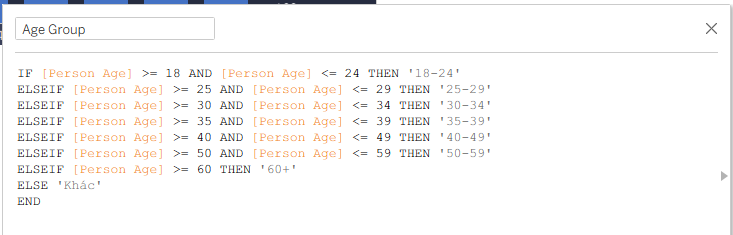 Age Group
IF [Person Age] >= 18 AND [Person Age] <= 24 THEN '18-24'
ELSEIF [Person Age] >= 25 AND [Person Age] <= 29 THEN '25-29'
ELSEIF [Person Age] >= 30 AND [Person Age] <= 34 THEN '30-34'
ELSEIF [Person Age] >= 35 AND [Person Age] <= 39 THEN '35-39'
ELSEIF [Person Age] >= 40 AND [Person Age] <= 49 THEN '40-49'
ELSEIF [Person Age] >= 50 AND [Person Age] <= 59 THEN '50-59'
ELSEIF [Person Age] >= 60 THEN '60+'
ELSE 'Khác'
END